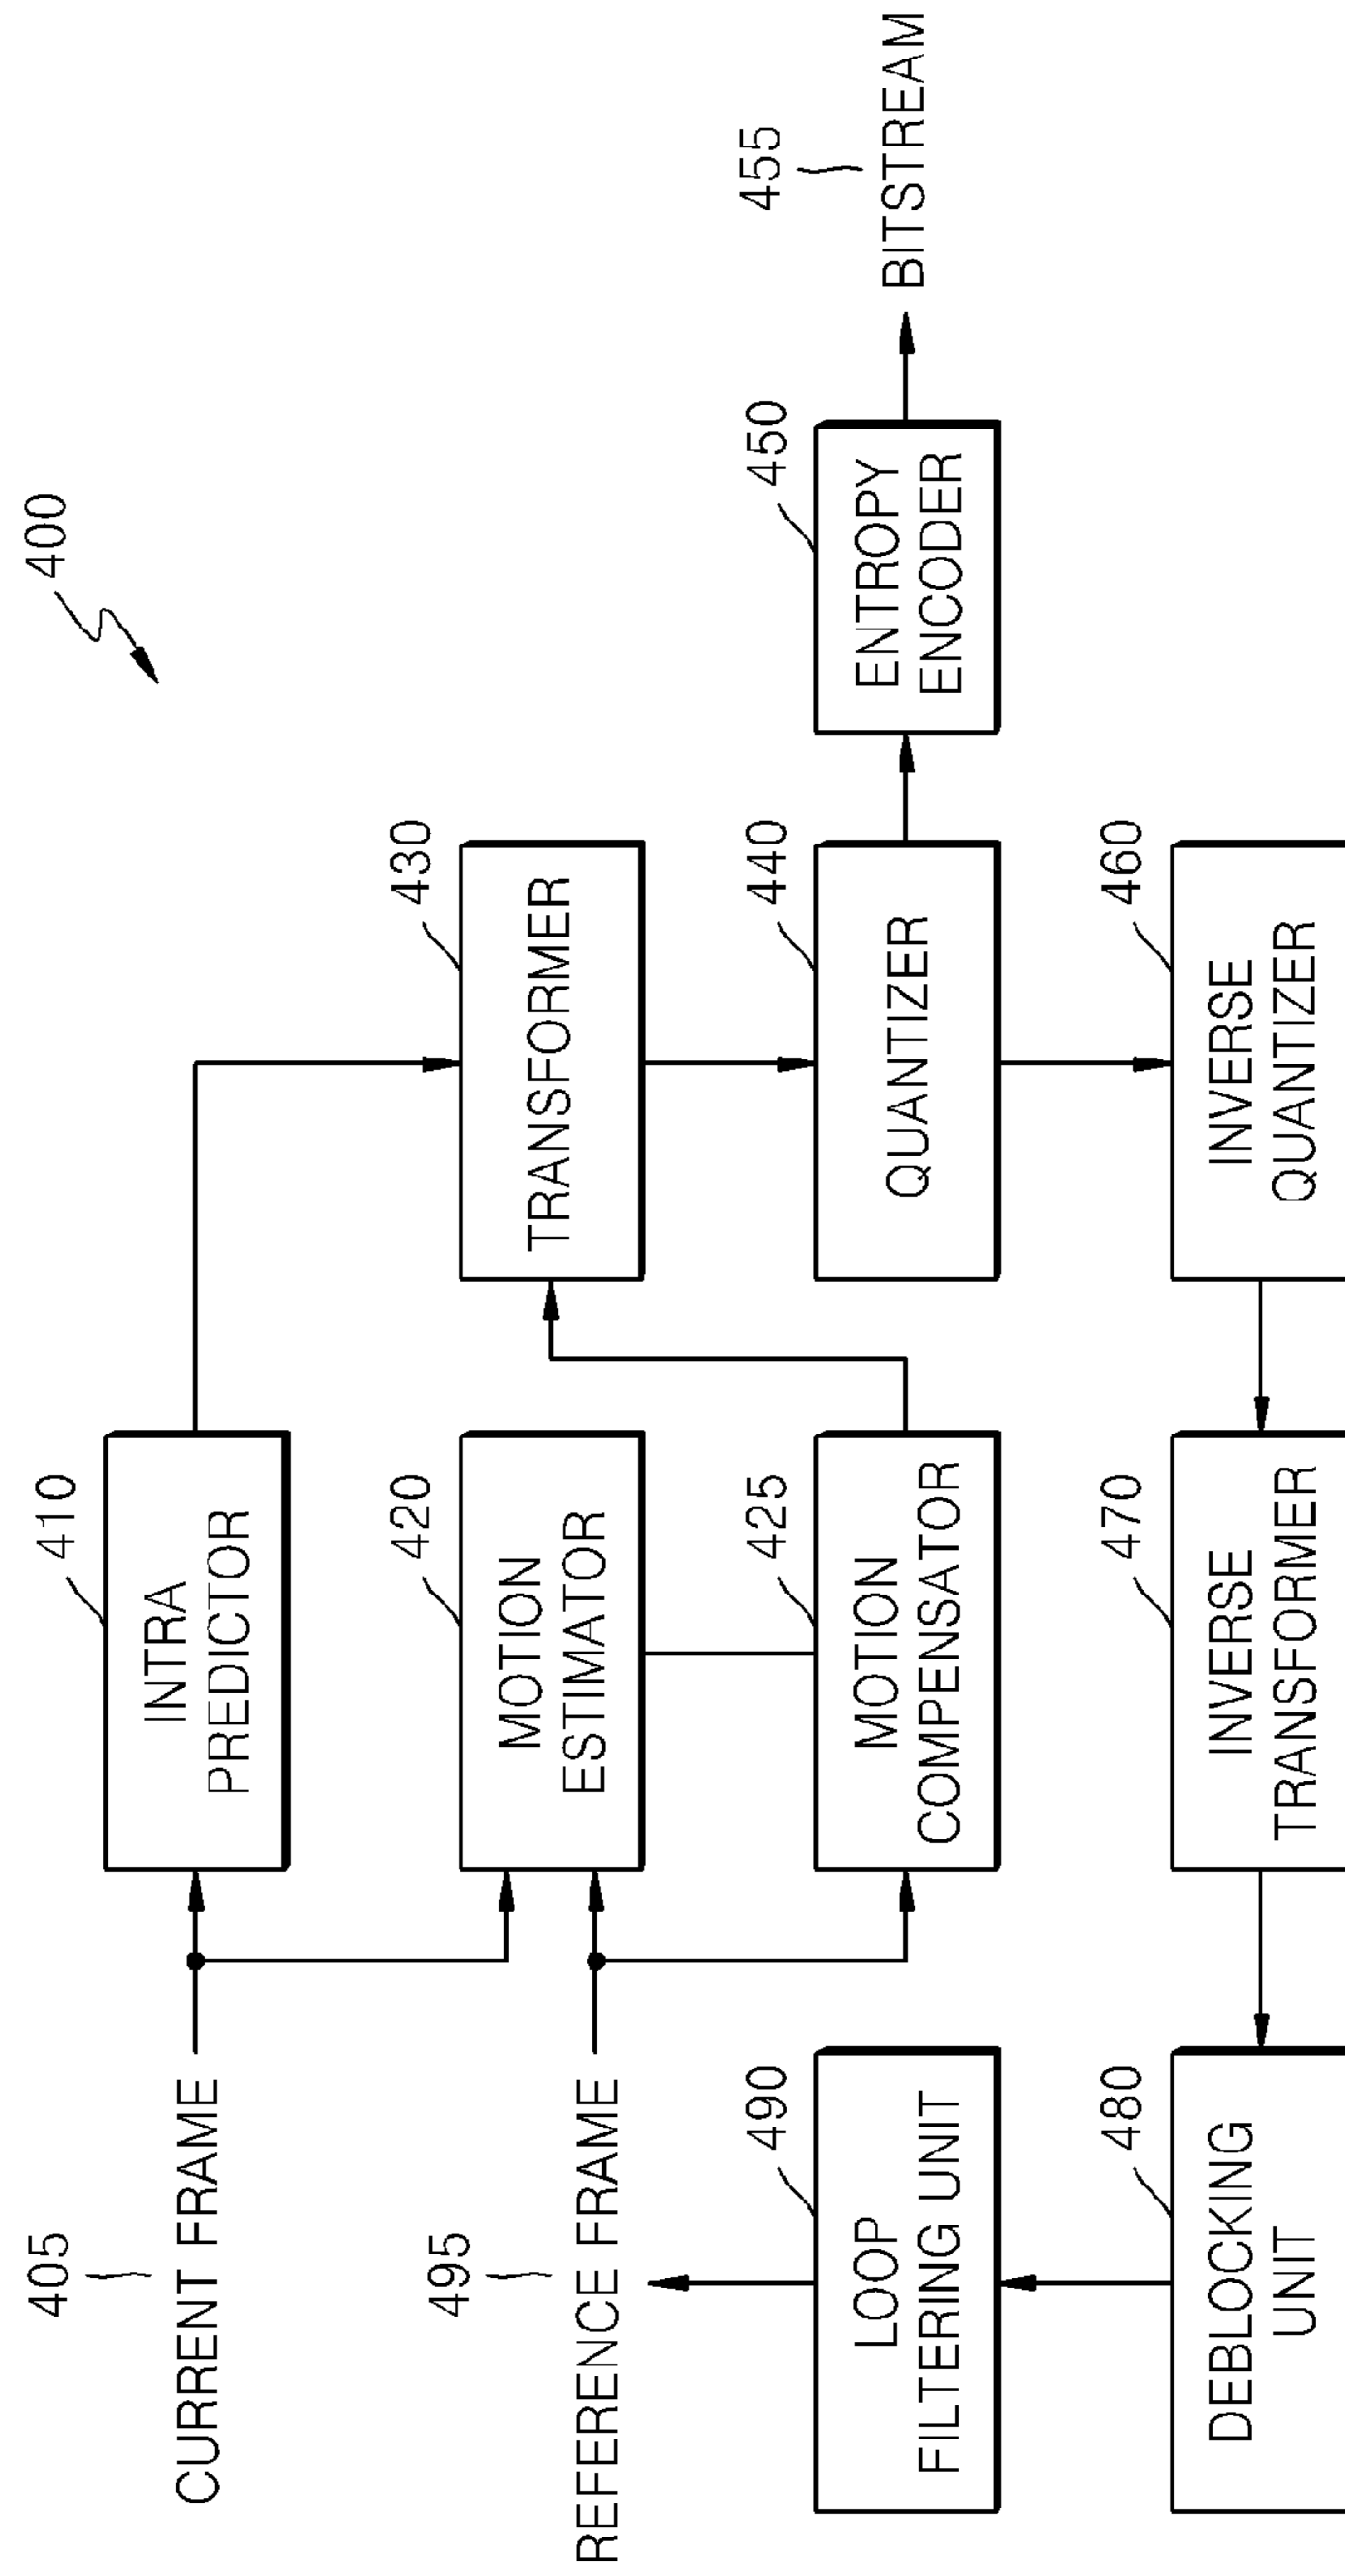 400
405
CURRENT FRAME
410
INTRA
PREDICTOR
495
REFERENCE FRAME
420
MOTION
ESTIMATOR
430
TRANSFORMER
490
LOOP
FILTERING UNIT
425
MOTION
COMPENSATOR
440
QUANTIZER
450
ENTROPY
ENCODER
455
BITSTREAM
480
DEBLOCKING
UNIT
470
INVERSE
TRANSFORMER
460
INVERSE
QUANTIZER